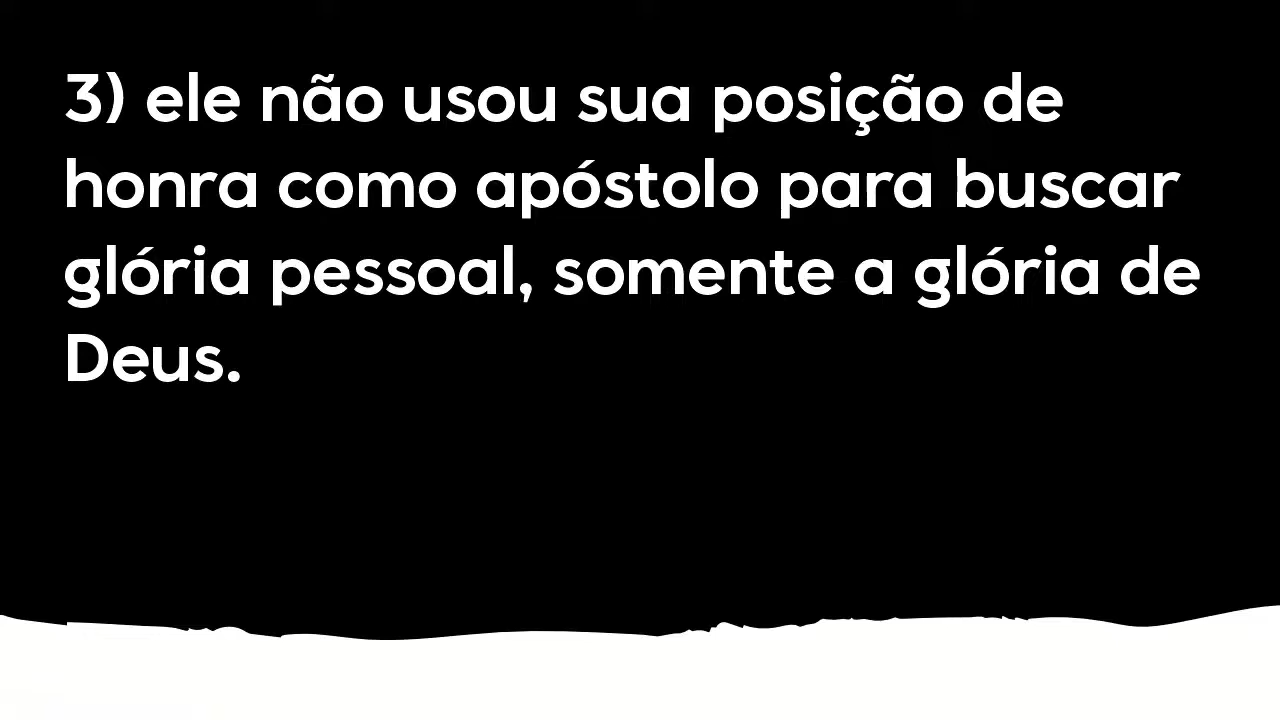 3) ele não usou sua posição de
honra como apóstolo para buscar
glória pessoal, somente a glória de
Deus.